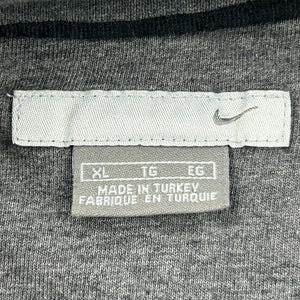 XL TG EG
MADE IN TURKEY
FABRIQUE EN TURQUIE